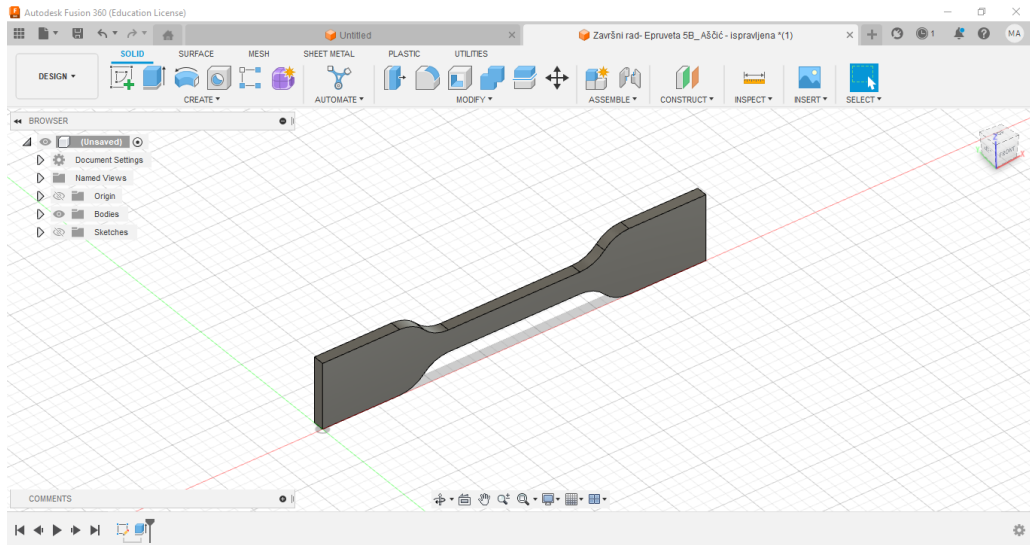 Autodesk Fusion 360 (Education License)
Untitled
Završni rad- Epruveta 5B_Aščić - ispravljena *(1)
1
MA
SOLID
SURFACE
MESH
SHEET METAL
PLASTIC
UTILITIES
DESIGN
CREATE
AUTOMATE
MODIFY
ASSEMBLE
CONSTRUCT
INSPECT
INSERT
SELECT
BROWSER
(Unsaved)
Document Settings
Named Views
Origin
Bodies
Sketches
Z
FRONT
X
COMMENTS